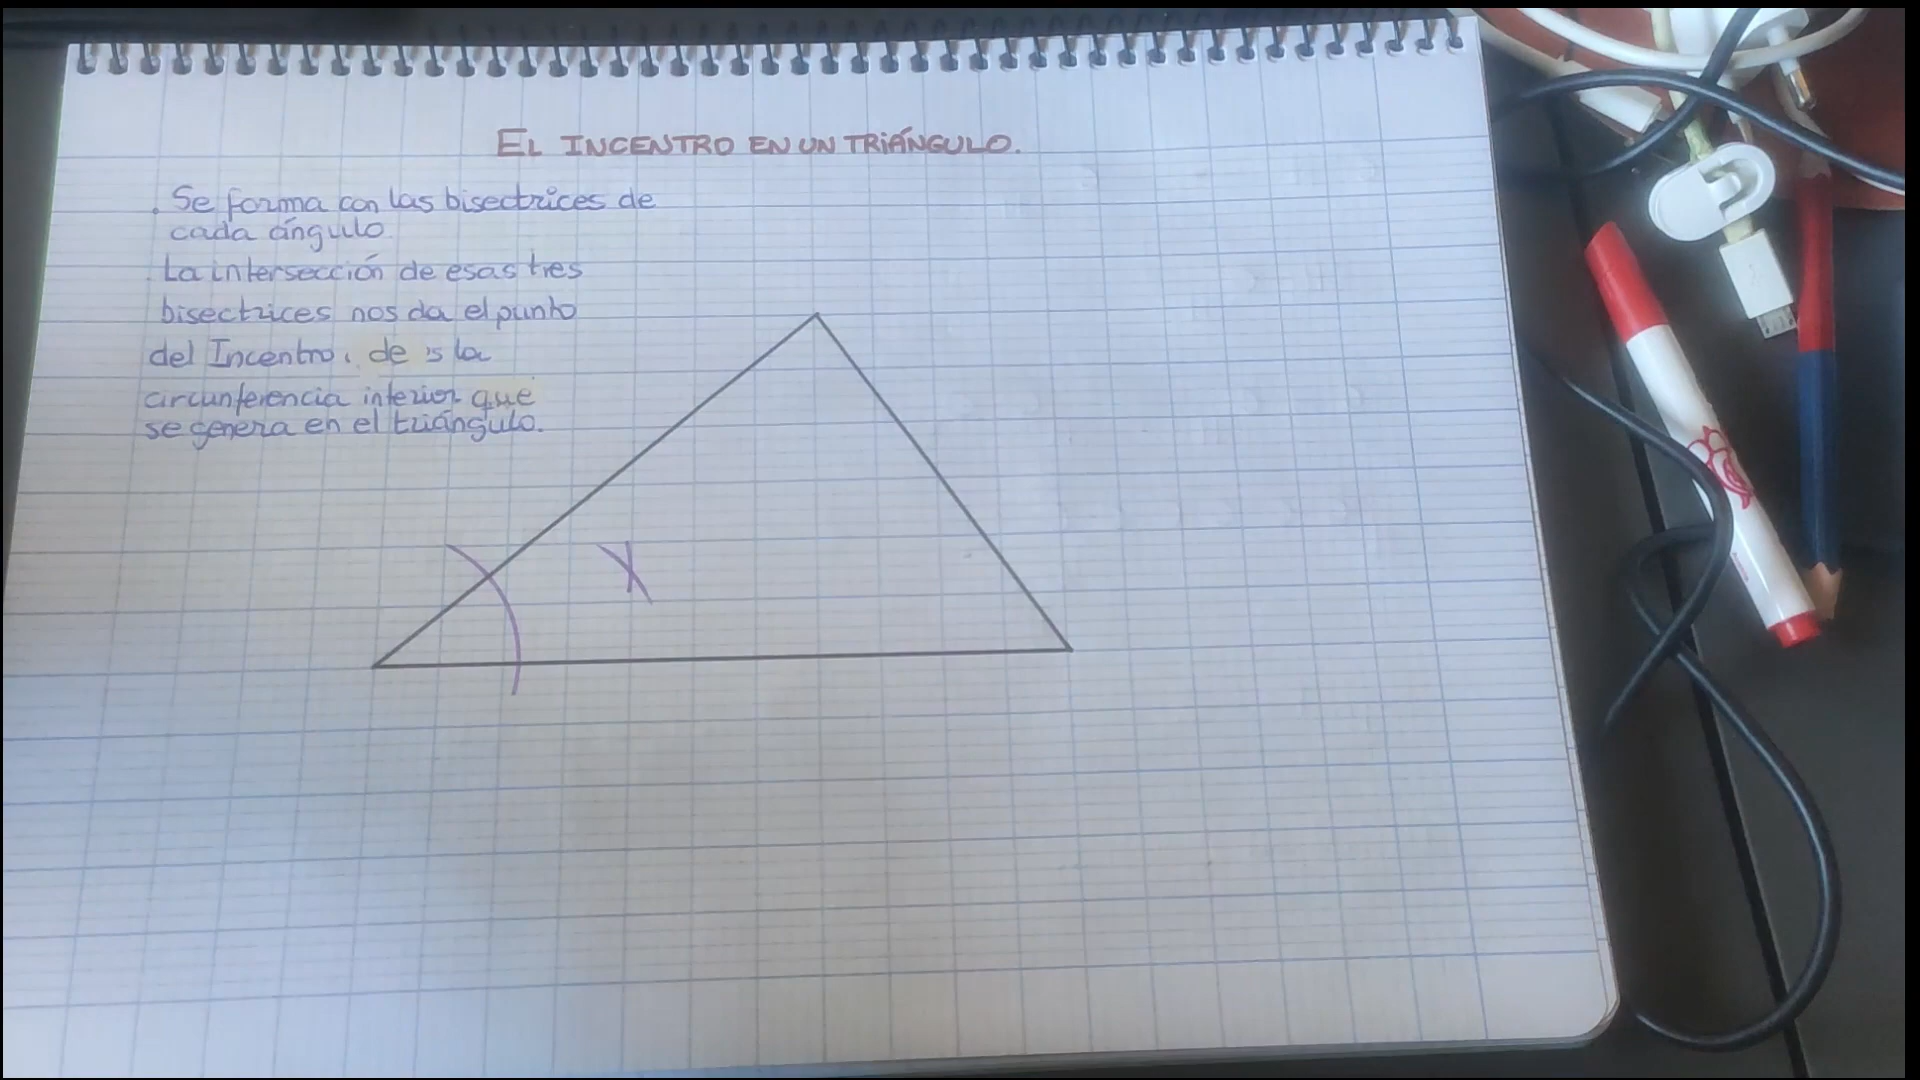 EL INCENTRO EN UN TRIÁNGULO.
. Se forma con las bisectrices de
cada ángulo.
. La intersección de esas tres
bisectrices nos da el punto
del Incentro, de la
circunferencia interior que
se genera en el triángulo.